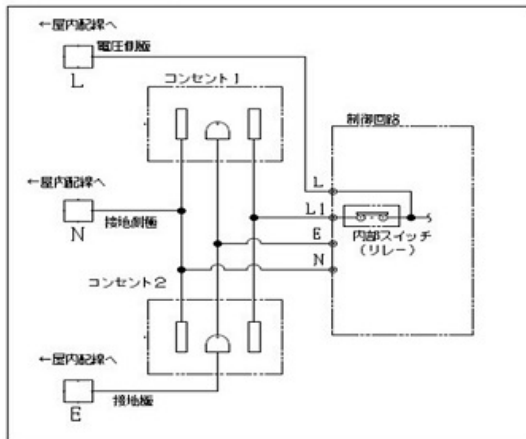 ←屋内配線へ
電圧側極
L
コンセント1
制御回路
L
←屋内配線へ
L1
N
接地側極
E
内部スイッチ
(リレー)
N
コンセント2
←屋内配線へ
E
接地極